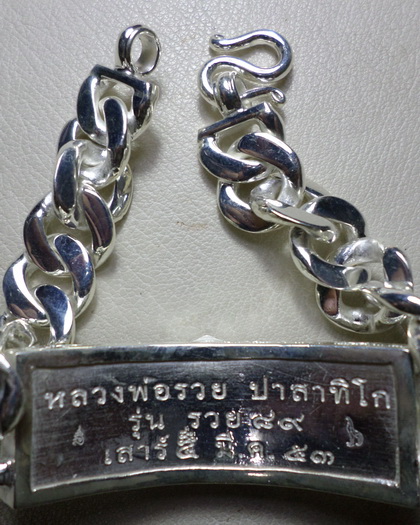 หลวงพ่อรวย ปาสาทิโก
รุ่น รวย ๘๙
เสาร์ ๕ มี.ค. ๕๓